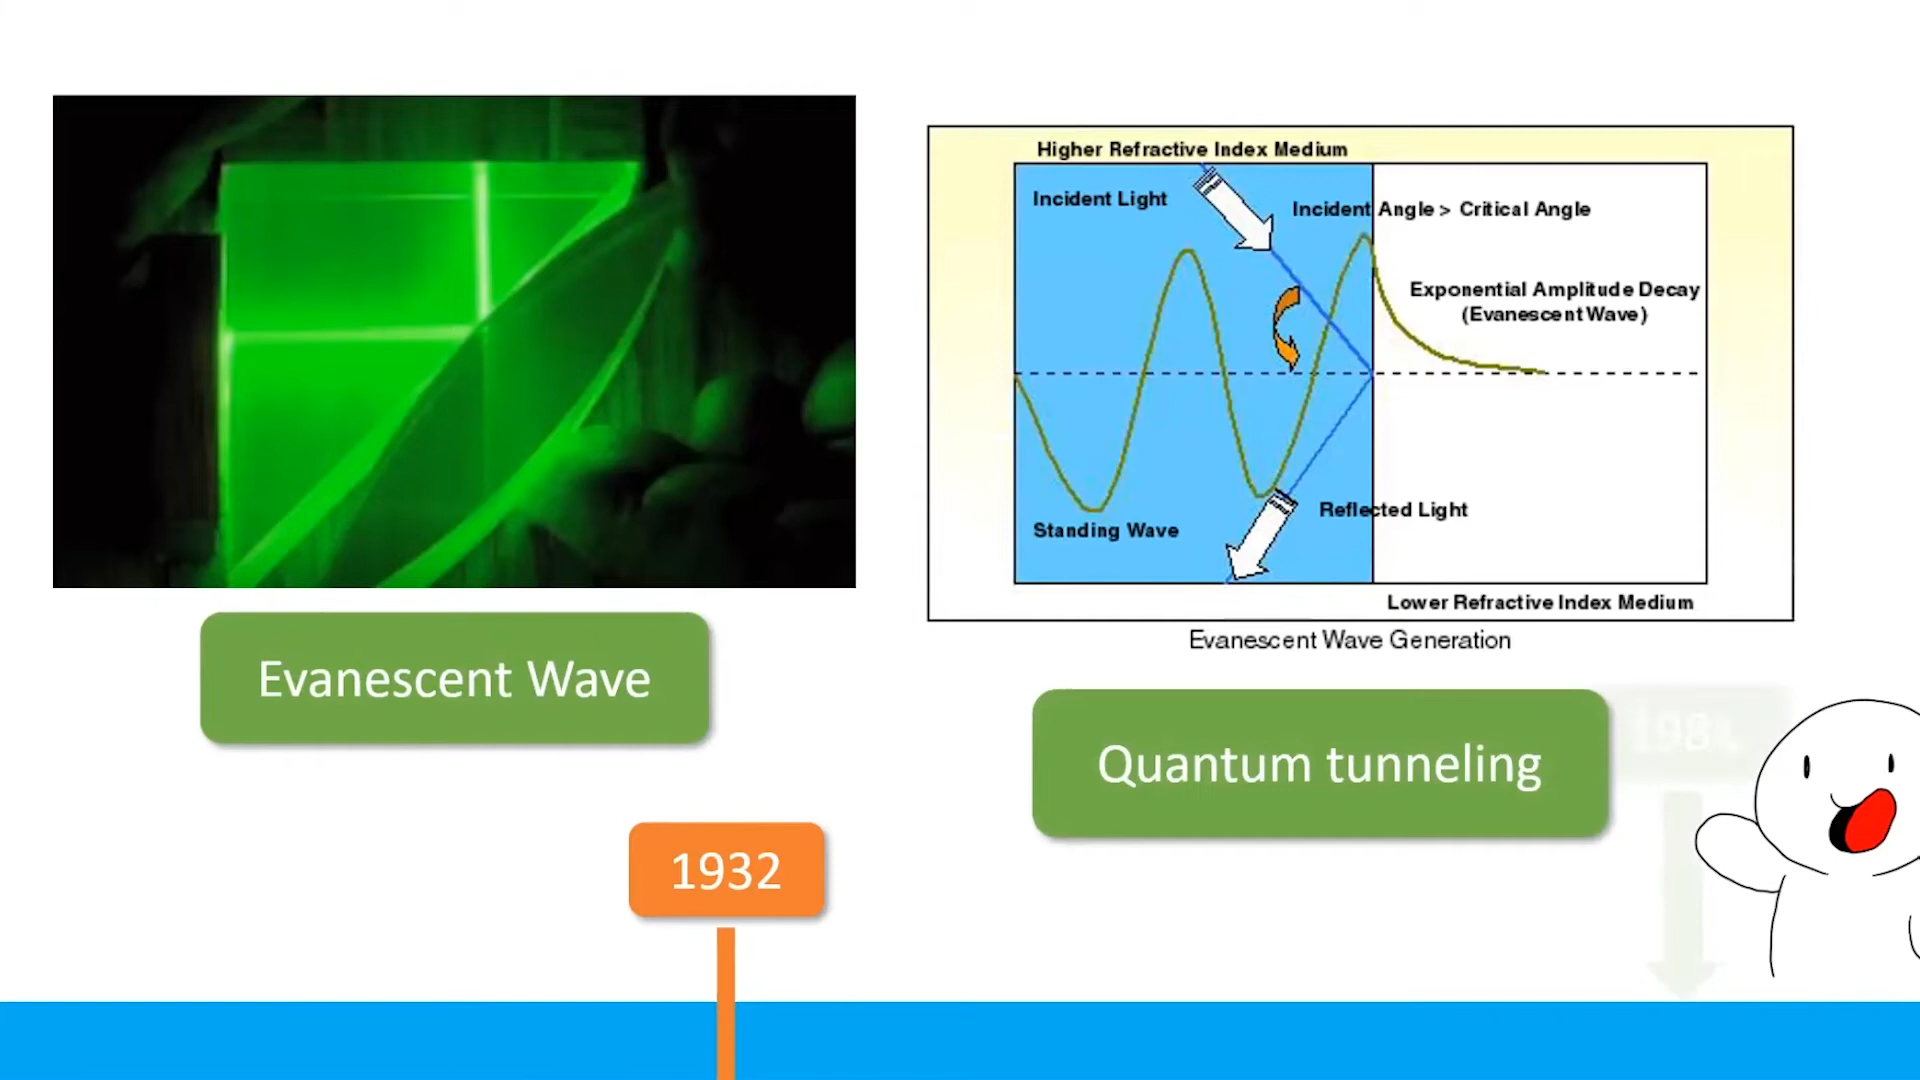 Higher Refractive Index Medium
Incident Light
Incident Angle > Critical Angle
Exponential Amplitude Decay
(Evanescent Wave)
Reflected Light
Standing Wave
Lower Refractive Index Medium
Evanescent Wave Generation
Evanescent Wave
Quantum tunneling
1932